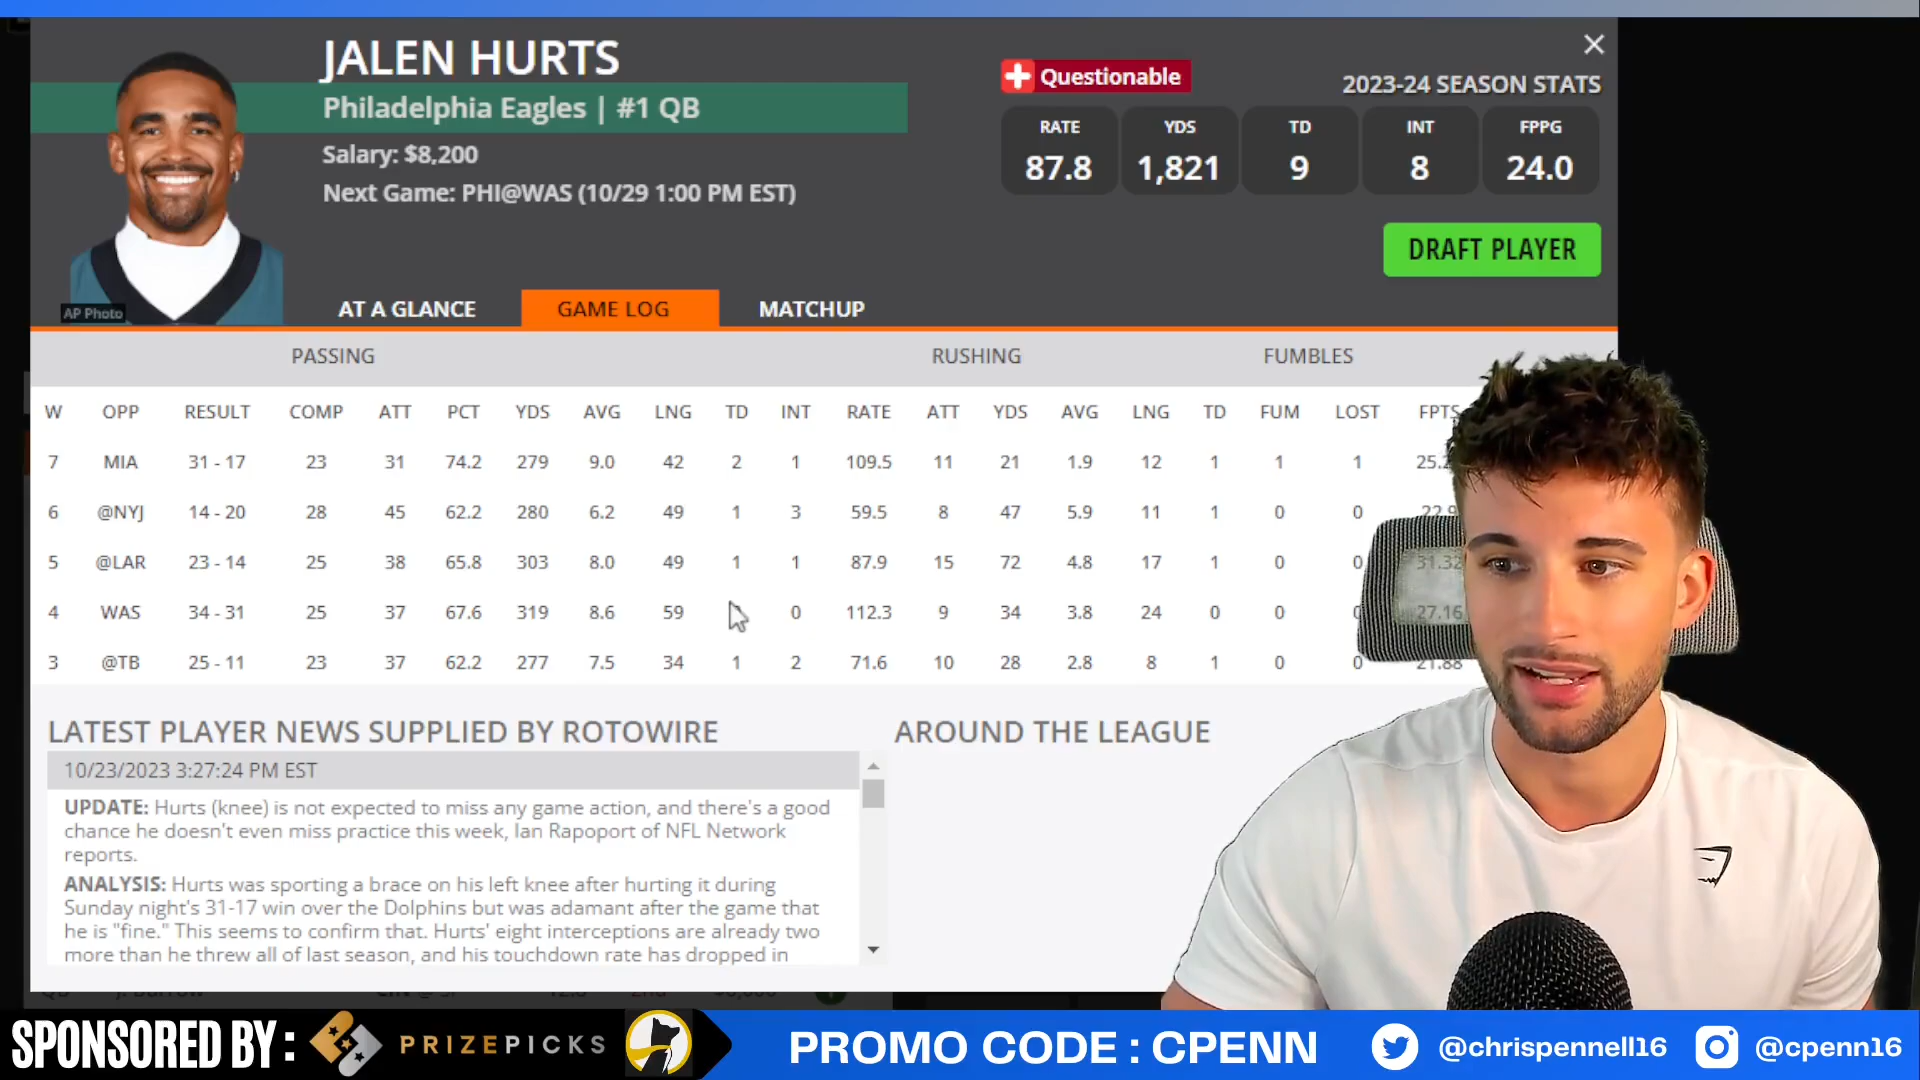 JALEN HURTS
Philadelphia Eagles | #1 QB
Salary: $8,200
Next Game: PHI@WAS (10/29 1:00 PM EST)
AP Photo
Questionable
2023-24 SEASON STATS
RATE YDS TD INT FPPG
87.8 1,821 9 8 24.0
DRAFT PLAYER
AT A GLANCE GAME LOG MATCHUP
PASSING RUSHING FUMBLES
W OPP RESULT COMP ATT PCT YDS AVG LNG TD INT RATE ATT YDS AVG LNG TD FUM LOST FPTS
7 MIA 31 - 17 23 31 74.2 279 9.0 42 2 1 109.5 11 21 1.9 12 1 1 1
6 @NYJ 14 - 20 28 45 62.2 280 6.2 49 1 3 59.5 8 47 5.9 11 1 0 0
5 @LAR 23 - 14 25 38 65.8 303 8.0 49 1 1 87.9 15 72 4.8 17 1 0 0 31.32
4 WAS 34 - 31 25 37 67.6 319 8.6 59 0 112.3 9 34 3.8 24 0 0 0 27.16
3 @TB 25 - 11 23 37 62.2 277 7.5 34 1 2 71.6 10 28 2.8 8 1 0 0 21.88
LATEST PLAYER NEWS SUPPLIED BY ROTOWIRE
AROUND THE LEAGUE
10/23/2023 3:27:24 PM EST
UPDATE: Hurts (knee) is not expected to miss any game action, and there's a good
chance he doesn't even miss practice this week, Ian Rapoport of NFL Network
reports.
ANALYSIS: Hurts was sporting a brace on his left knee after hurting it during
Sunday night's 31-17 win over the Dolphins but was adamant after the game that
he is "fine." This seems to confirm that. Hurts' eight interceptions are already two
more than he threw all of last season, and his touchdown rate has dropped in
SPONSORED BY : PRIZEPICKS PROMO CODE : CPENN @chrispennell16 @cpenn16